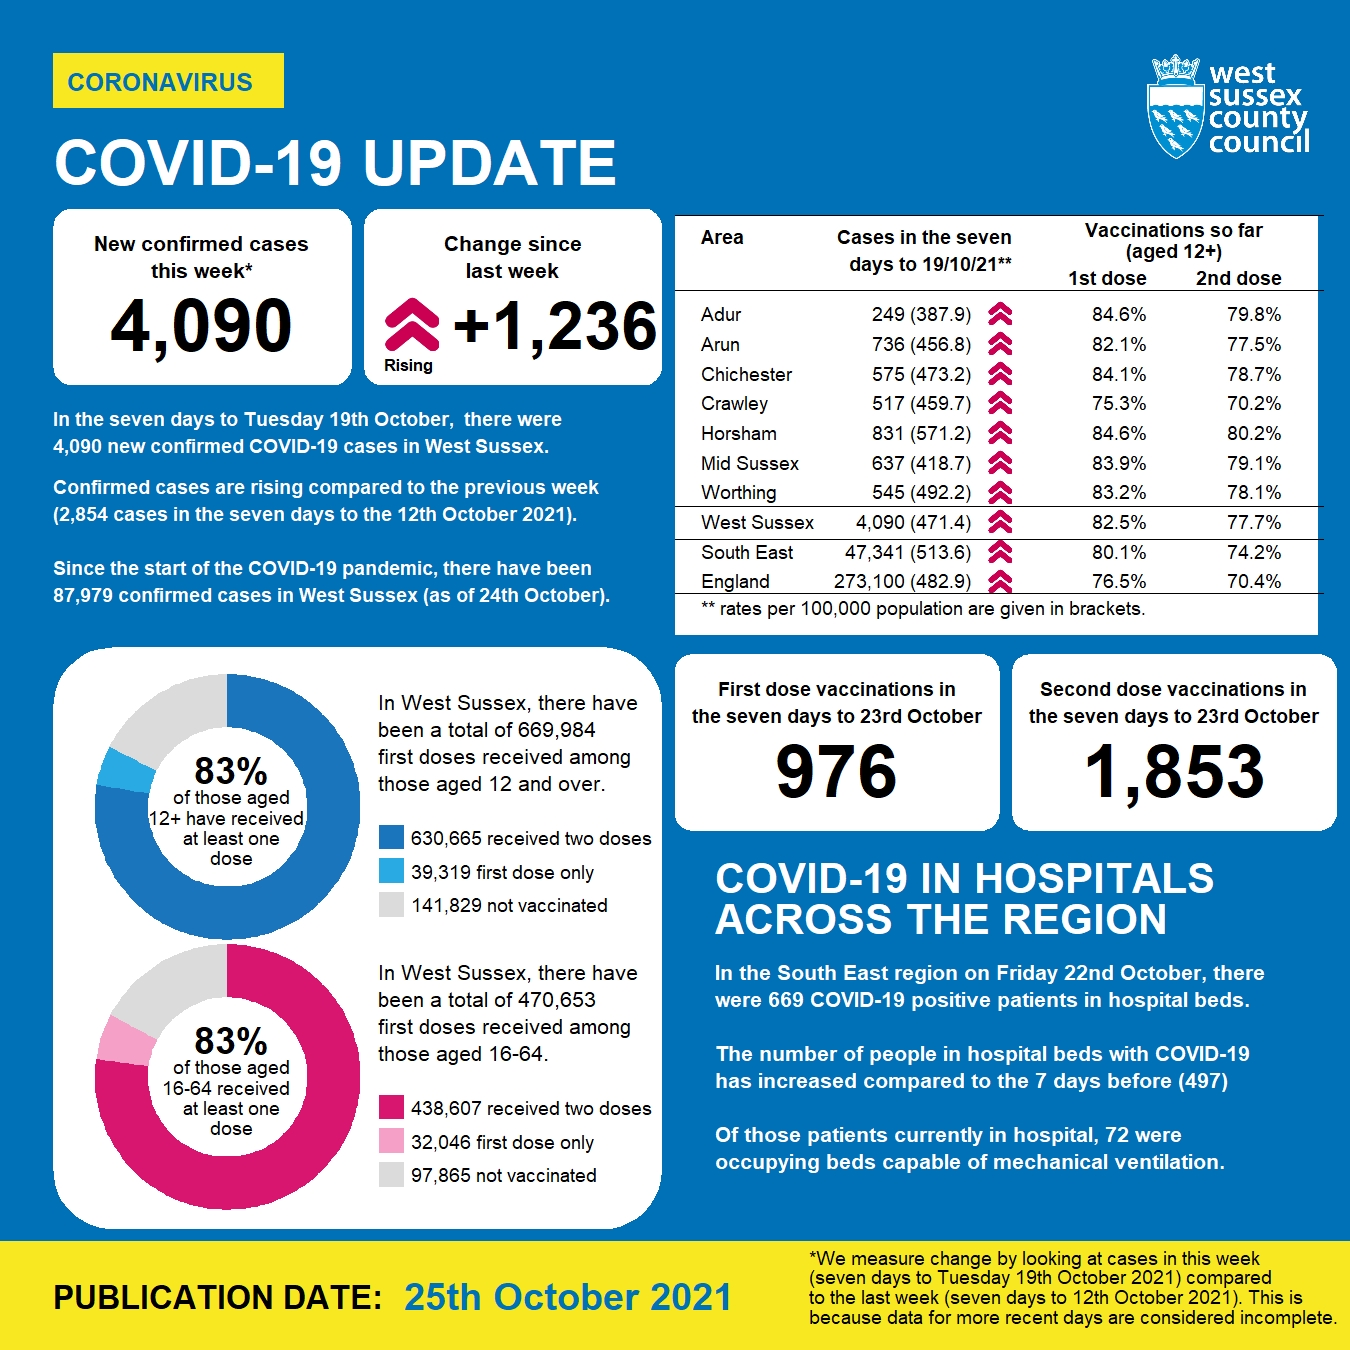 CORONAVIRUS
west
sussex
county
council
COVID-19 UPDATE
New confirmed cases
this week*
4,090
Change since
last week
+1,236
Rising
In the seven days to Tuesday 19th October, there were
4,090 new confirmed COVID-19 cases in West Sussex.
Confirmed cases are rising compared to the previous week
(2,854 cases in the seven days to the 12th October 2021).
Since the start of the COVID-19 pandemic, there have been
87,979 confirmed cases in West Sussex (as of 24th October).
Area Cases in the seven days to 19/10/21** Vaccinations so far (aged 12+)
1st dose 2nd dose
Adur 249 (387.9) 84.6% 79.8%
Arun 736 (456.8) 82.1% 77.5%
Chichester 575 (473.2) 84.1% 78.7%
Crawley 517 (459.7) 75.3% 70.2%
Horsham 831 (571.2) 84.6% 80.2%
Mid Sussex 637 (418.7) 83.9% 79.1%
Worthing 545 (492.2) 83.2% 78.1%
West Sussex 4,090 (471.4) 82.5% 77.7%
South East 47,341 (513.6) 80.1% 74.2%
England 273,100 (482.9) 76.5% 70.4%
** rates per 100,000 population are given in brackets.
83%
of those aged
12+ have received
at least one
dose
In West Sussex, there have
been a total of 669,984
first doses received among
those aged 12 and over.
630,665 received two doses
39,319 first dose only
141,829 not vaccinated
83%
of those aged
16-64 received
at least one
dose
In West Sussex, there have
been a total of 470,653
first doses received among
those aged 16-64.
438,607 received two doses
32,046 first dose only
97,865 not vaccinated
First dose vaccinations in
the seven days to 23rd October
976
Second dose vaccinations in
the seven days to 23rd October
1,853
COVID-19 IN HOSPITALS
ACROSS THE REGION
In the South East region on Friday 22nd October, there
were 669 COVID-19 positive patients in hospital beds.
The number of people in hospital beds with COVID-19
has increased compared to the 7 days before (497)
Of those patients currently in hospital, 72 were
occupying beds capable of mechanical ventilation.
PUBLICATION DATE: 25th October 2021
*We measure change by looking at cases in this week
(seven days to Tuesday 19th October 2021) compared
to the last week (seven days to 12th October 2021). This is
because data for more recent days are considered incomplete.